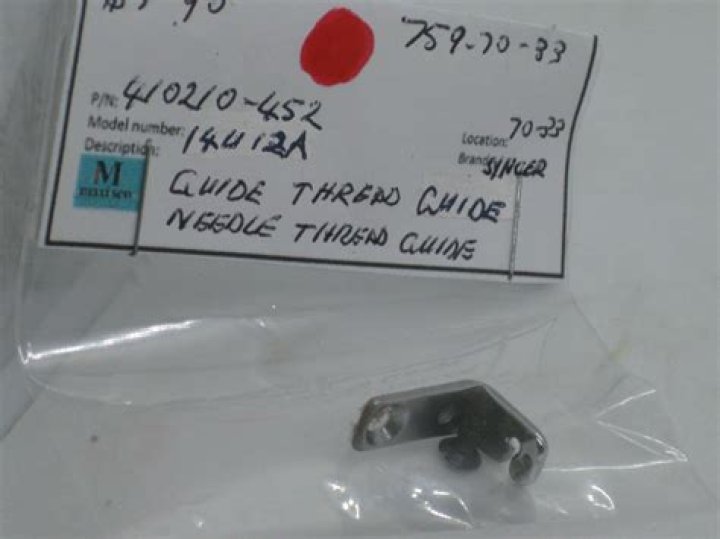 759-70-33
P/N: 410210-452
Model number: 14U12A
Location: 70-33
Description:
Brand: SYNGER
M
GUIDE THREAD GUIDE
NEEDLE THREAD GUIDE